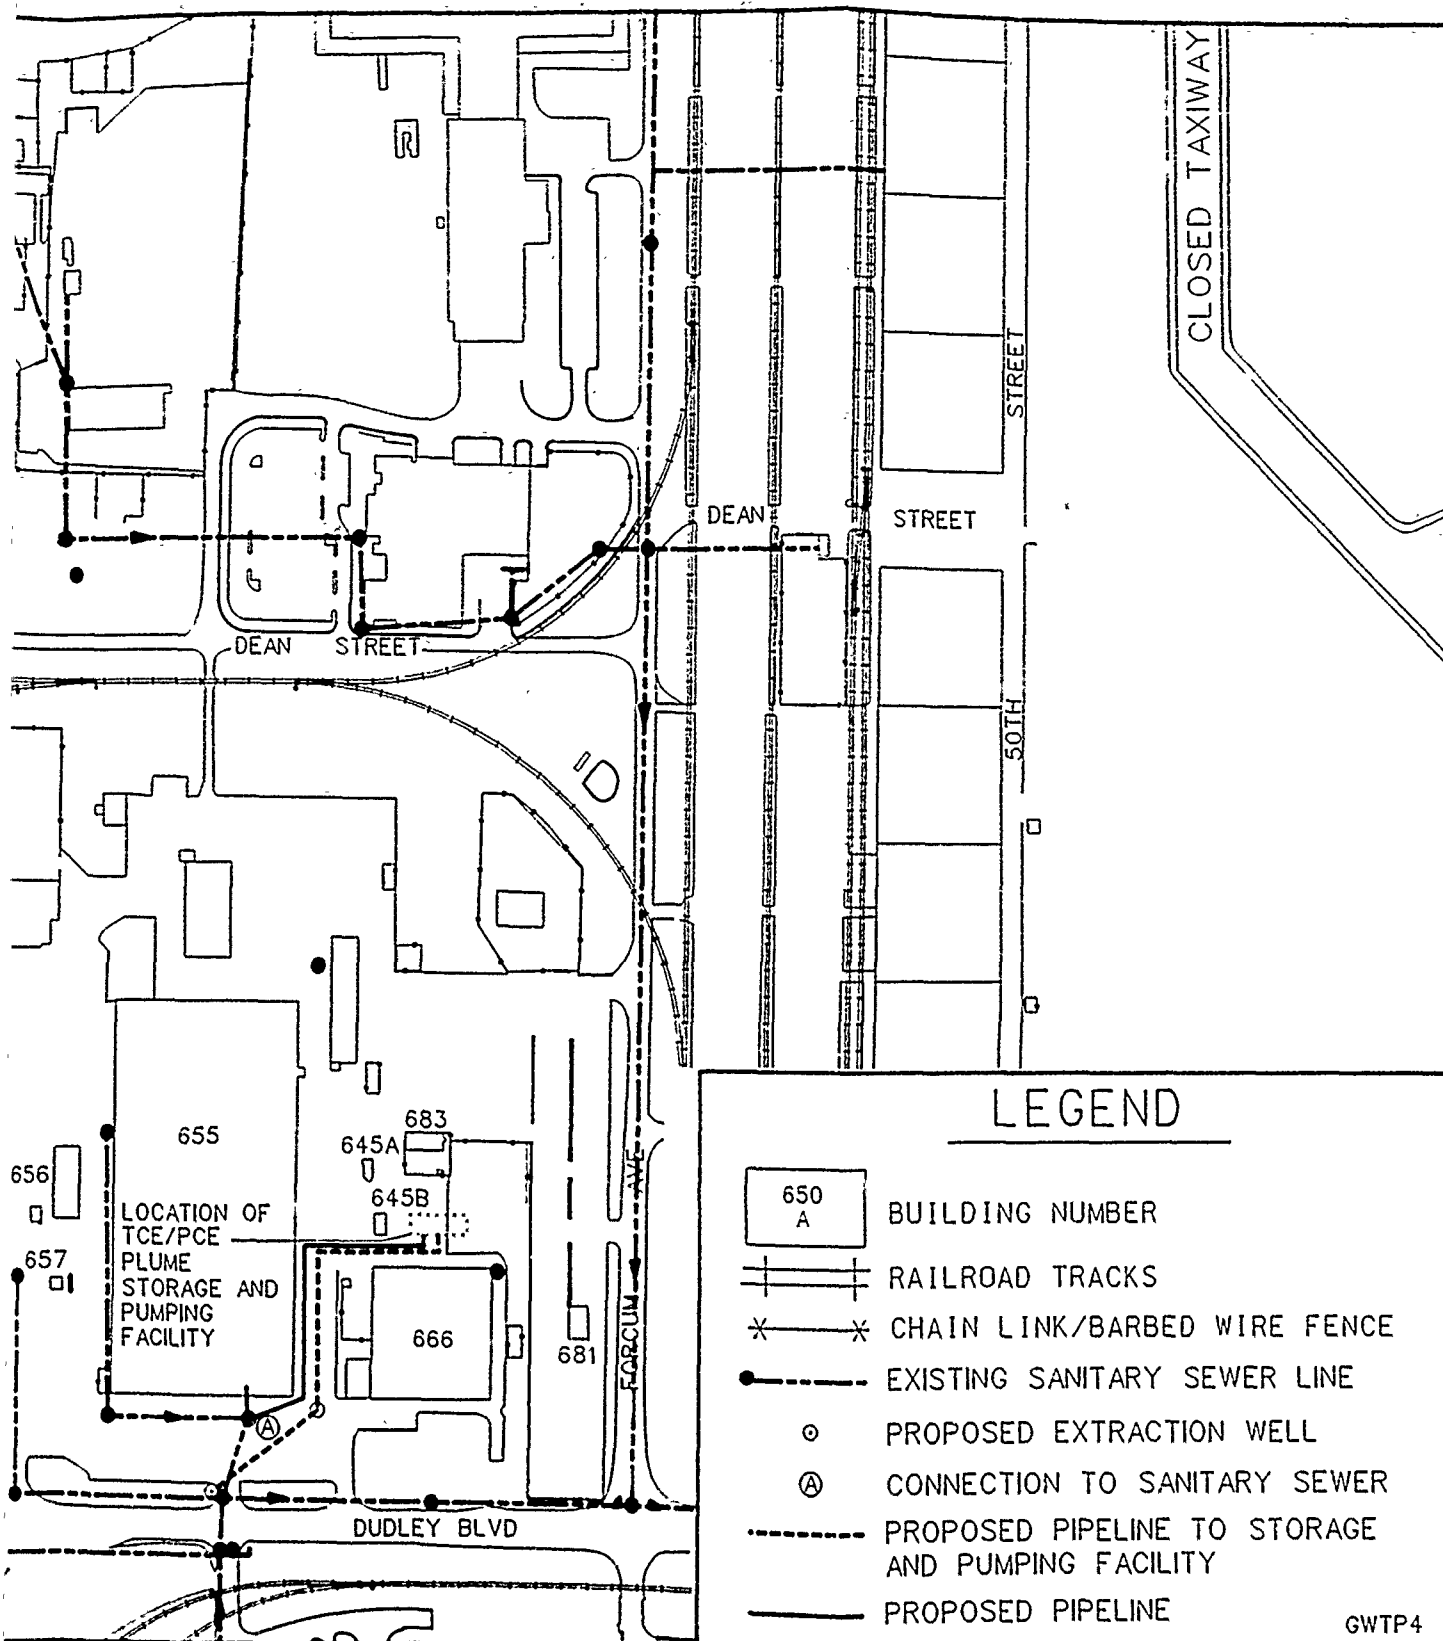 CLOSED TAXIWAY
STREET
DEAN
STREET
DEAN STREET
50TH
683
645A
655
656
645B
LOCATION OF
TCE/PCE
PLUME
STORAGE AND
PUMPING
FACILITY
657
666
681
FORCUM AVE
A
DUDLEY BLVD
LEGEND
650
A
BUILDING NUMBER
RAILROAD TRACKS
CHAIN LINK/BARBED WIRE FENCE
EXISTING SANITARY SEWER LINE
PROPOSED EXTRACTION WELL
A
CONNECTION TO SANITARY SEWER
PROPOSED PIPELINE TO STORAGE
AND PUMPING FACILITY
PROPOSED PIPELINE
GWTP4